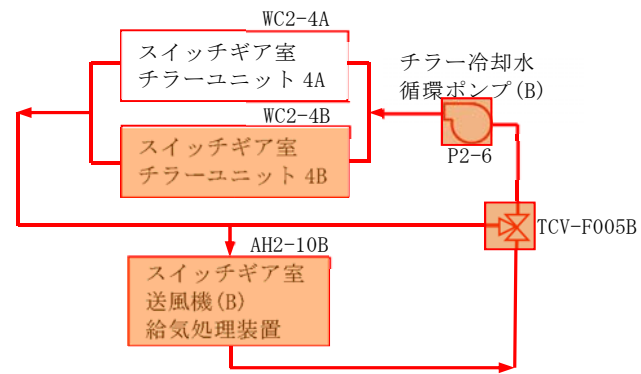 WC2-4A
スイッチギア室
チラーユニット 4A
チラー冷却水
循環ポンプ(B)
WC2-4B
スイッチギア室
チラーユニット 4B
P2-6
TCV-F005B
AH2-10B
スイッチギア室
送風機(B)
給気処理装置